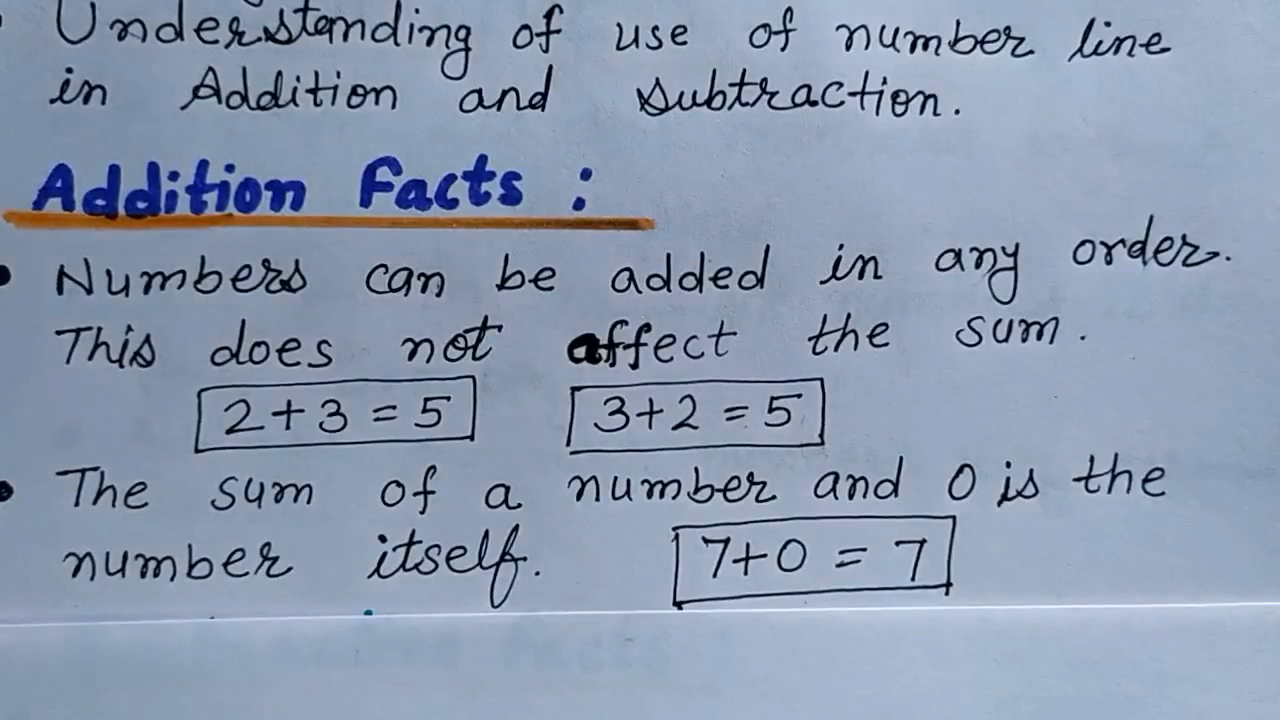 Understanding of use of number line
in Addition and subtraction.
Addition Facts :
• Numbers can be added in any order.
This does not affect the sum.
2+3 = 5 3+2 = 5
• The sum of a number and 0 is the
number itself. 7+0 = 7